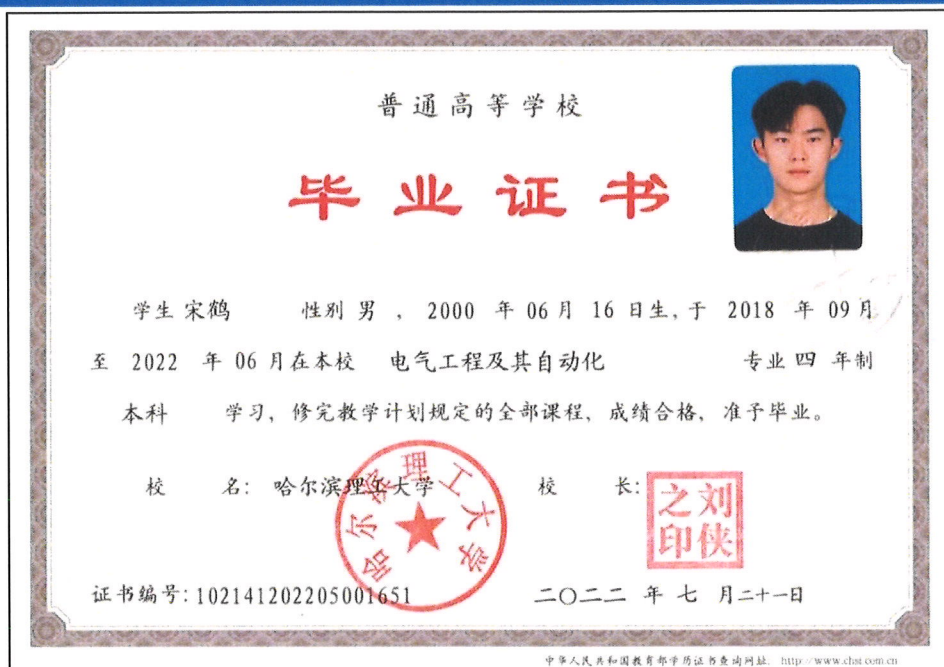 普通高等学校
毕业证书
学生 宋鹤 性别 男 , 2000 年 06 月 16 日生, 于 2018 年 09 月
至 2022 年 06 月在本校 电气工程及其自动化 专业 四 年制
本科 学习, 修完教学计划规定的全部课程, 成绩合格, 准予毕业。
校 名: 哈尔滨理工大学 校 长:
哈尔滨理工大学
刘侠之印
证书编号: 102141202205001651 二〇二二 年 七 月二十一日
中华人民共和国教育部学历证书查询网址: http://www.chsi.com.cn